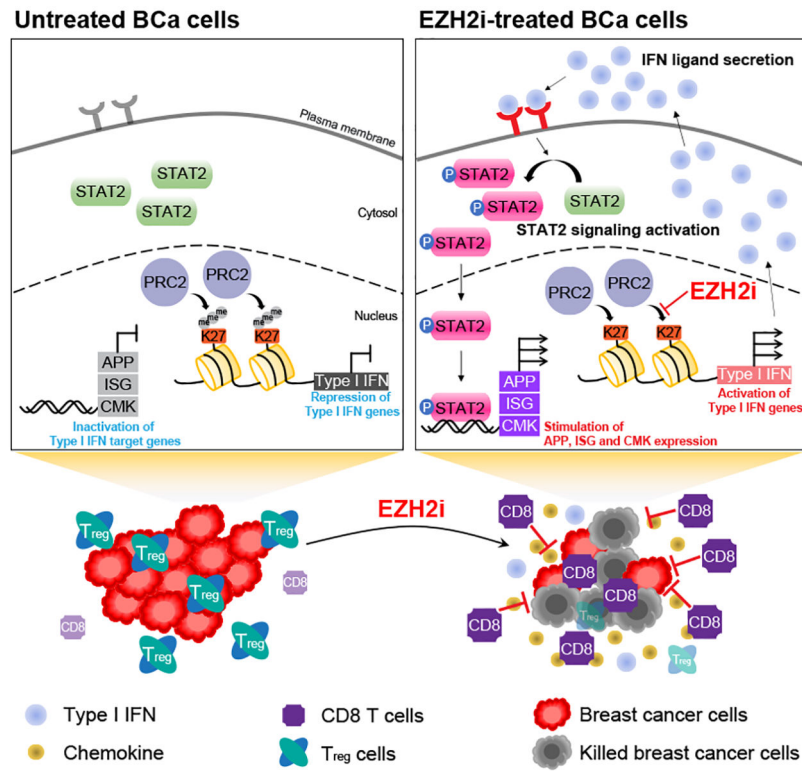 Untreated BCa cells
Plasma membrane
STAT2
STAT2
STAT2
Cytosol
PRC2
PRC2
Nucleus
me
me
me
me
me
me
K27
K27
APP
ISG
CMK
Type I IFN
Repression of
Type I IFN genes
Inactivation of
Type I IFN target genes
EZH2i-treated BCa cells
IFN ligand secretion
P
STAT2
P
STAT2
STAT2
P
STAT2
STAT2 signaling activation
PRC2
PRC2
EZH2i
P
STAT2
K27
K27
APP
ISG
CMK
P
STAT2
Type I IFN
Activation of
Type I IFN genes
Stimulation of
APP, ISG and CMK expression
Treg
Treg
Treg
Treg
Treg
CD8
CD8
EZH2i
CD8
CD8
CD8
CD8
CD8
CD8
CD8
CD8
Treg
Treg
Type I IFN
CD8 T cells
Breast cancer cells
Chemokine
Treg cells
Killed breast cancer cells